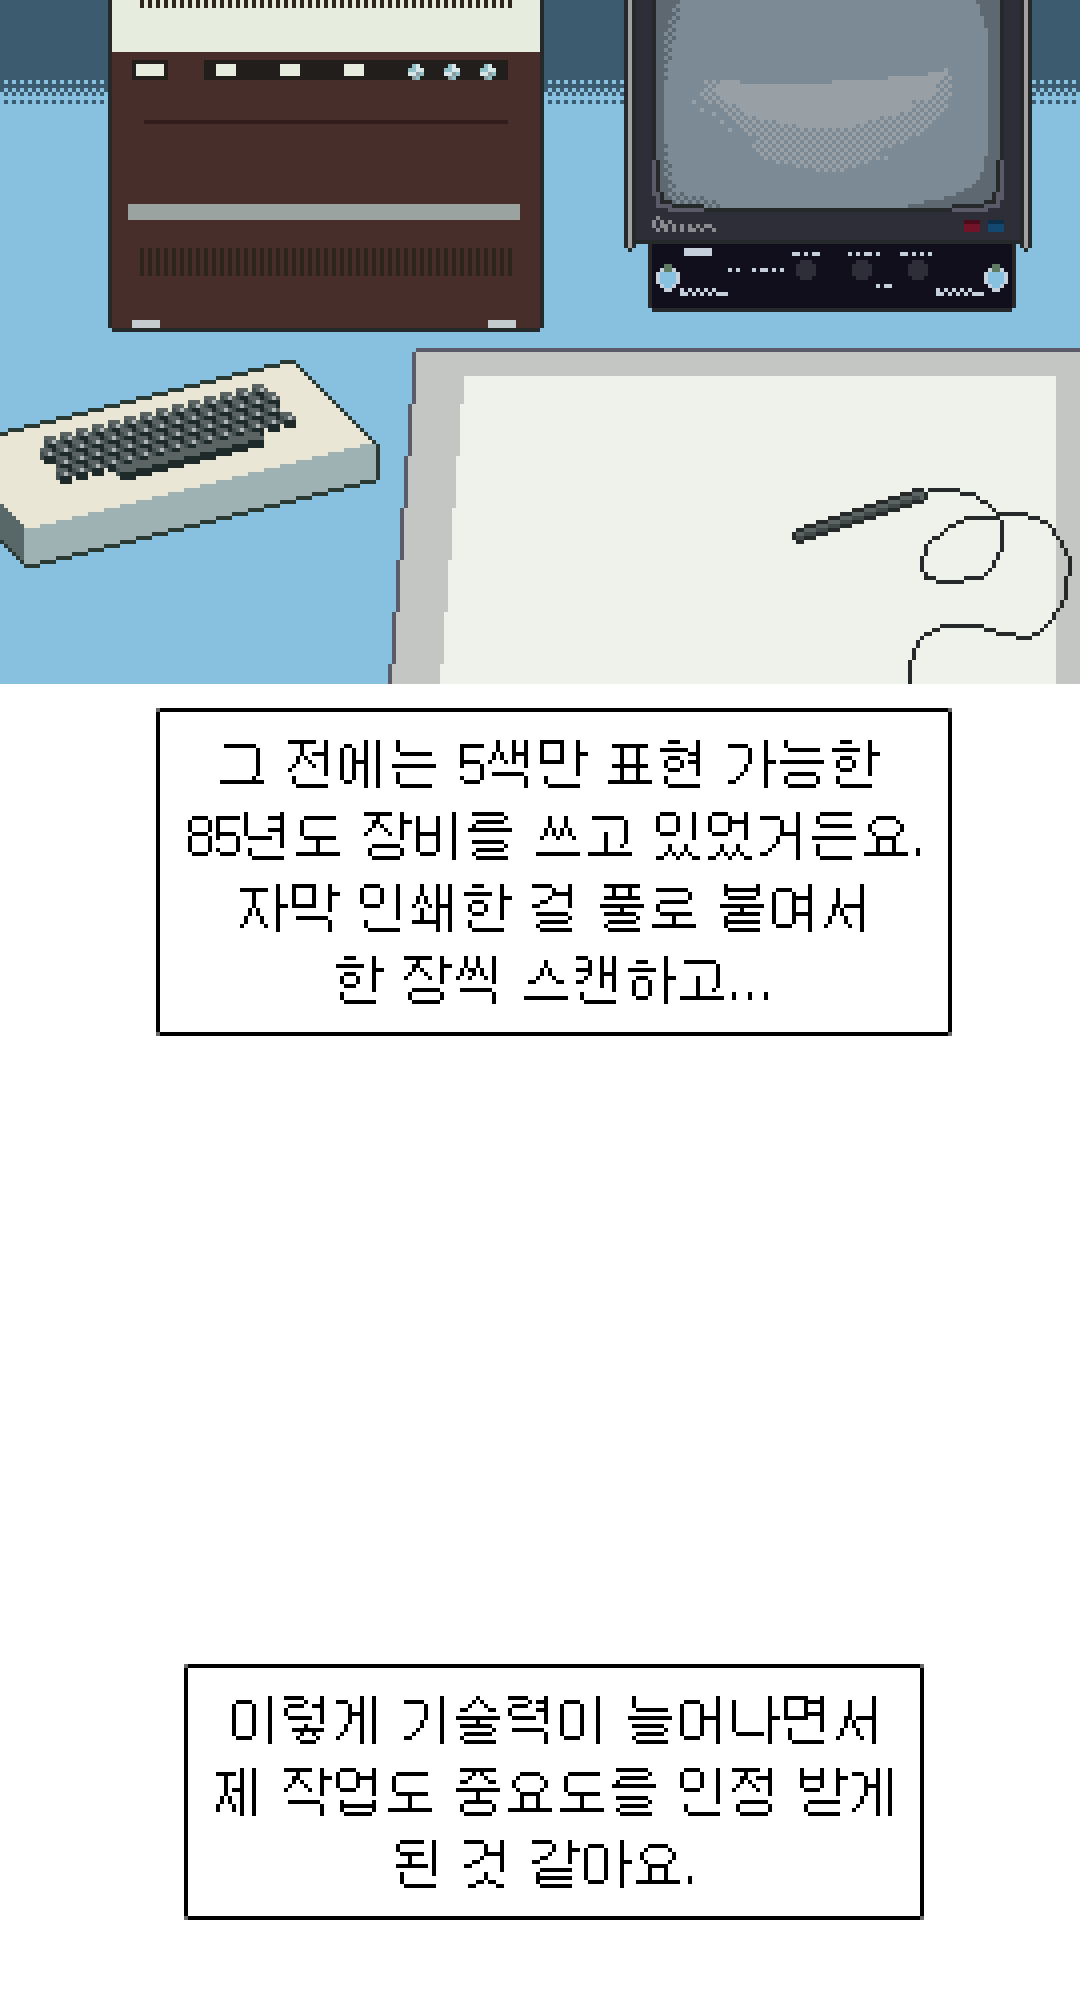 그 전에는 5색만 표현 가능한
85년도 장비를 쓰고 있었거든요.
자막 인쇄한 걸 풀로 붙여서
한 장씩 스캔하고...
이렇게 기술력이 늘어나면서
제 작업도 중요도를 인정 받게
된 것 같아요.